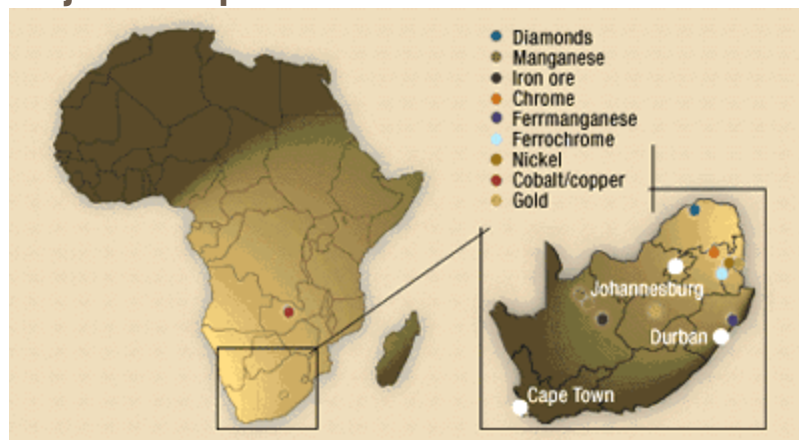 Diamonds
Manganese
Iron ore
Chrome
Ferrmanganese
Ferrochrome
Nickel
Cobalt/copper
Gold
Johannesburg
Durban
Cape Town